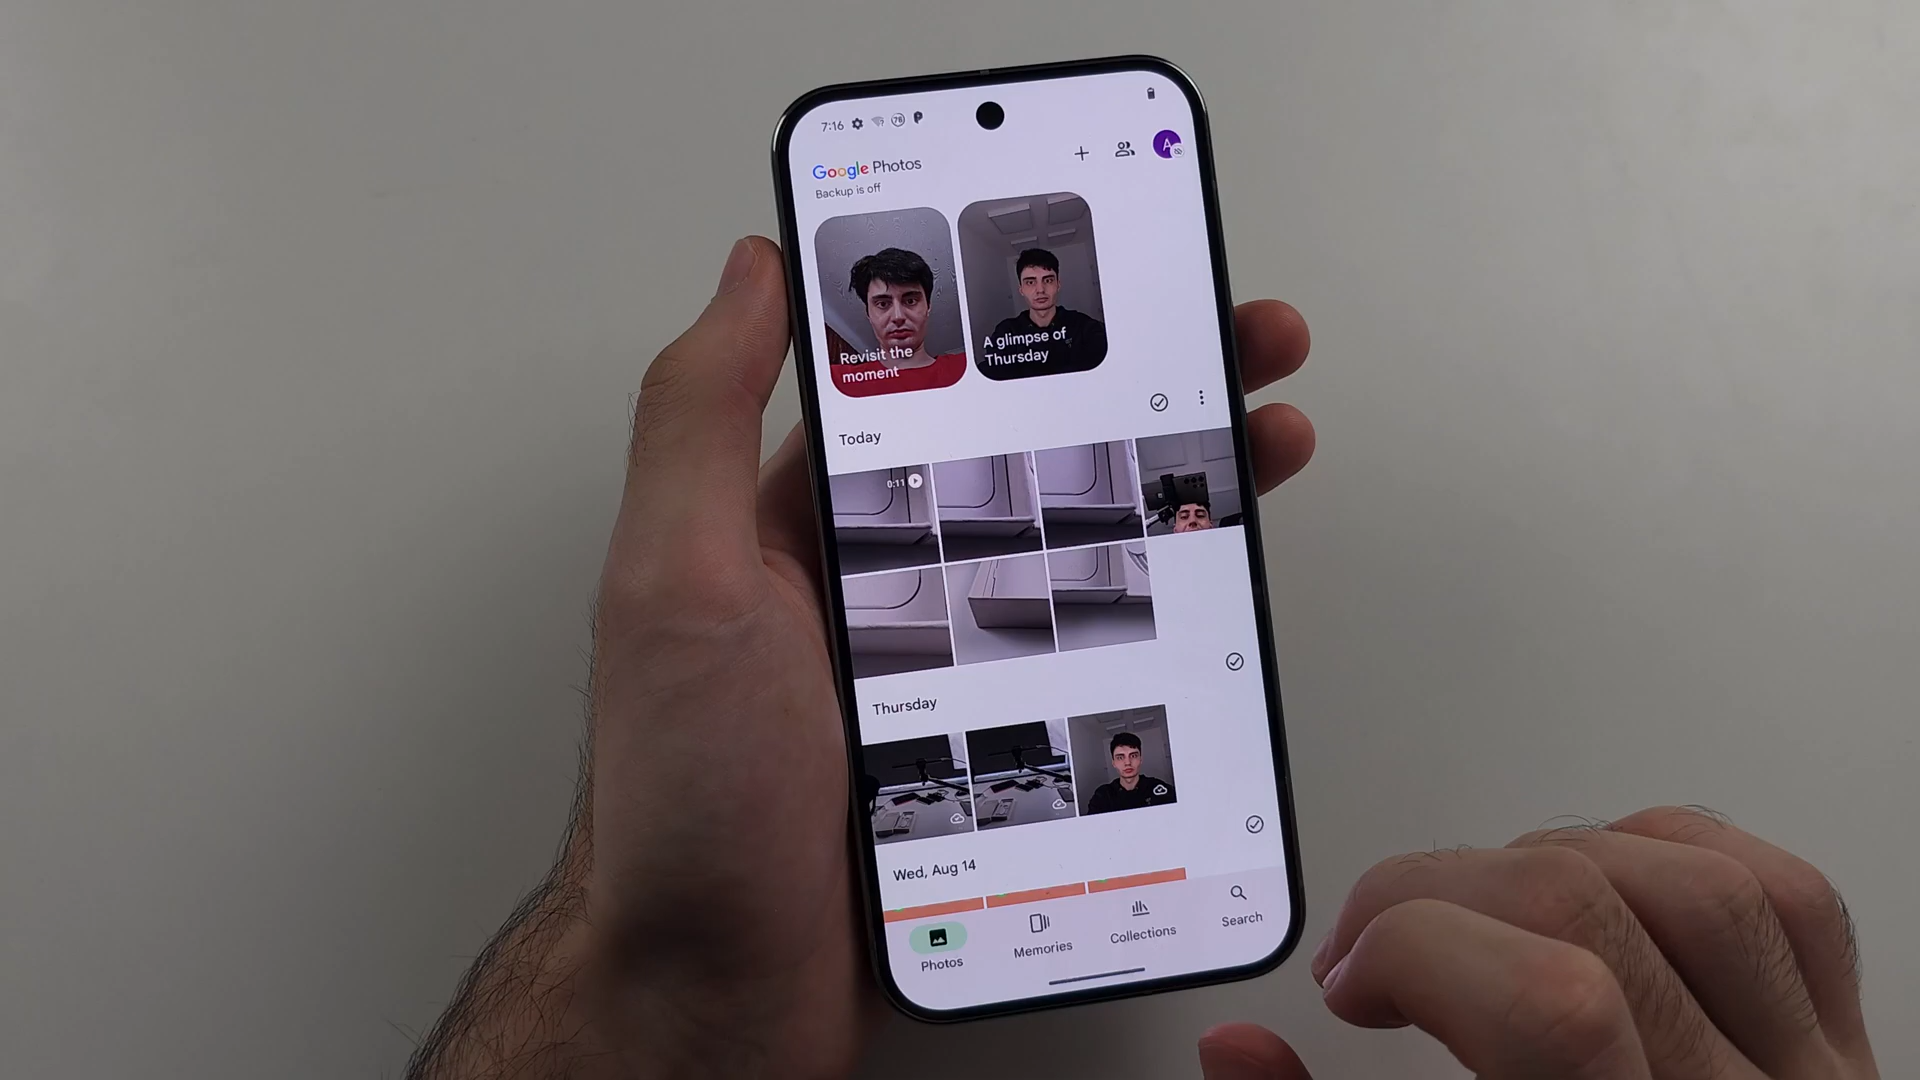 7:16
78
Google Photos
A
Backup is off
Revisit the
moment
A glimpse of
Thursday
Today
0:11
Thursday
Wed, Aug 14
Photos
Memories
Collections
Search